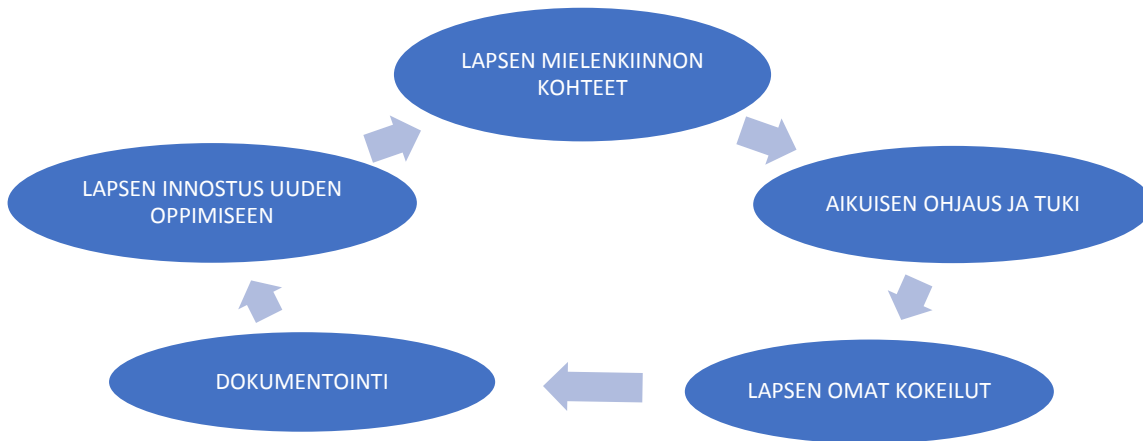 LAPSEN MIELENKIINNON
KOHTEET
AIKUISEN OHJAUS JA TUKI
LAPSEN OMAT KOKEILUT
DOKUMENTOINTI
LAPSEN INNOSTUS UUDEN
OPPIMISEEN